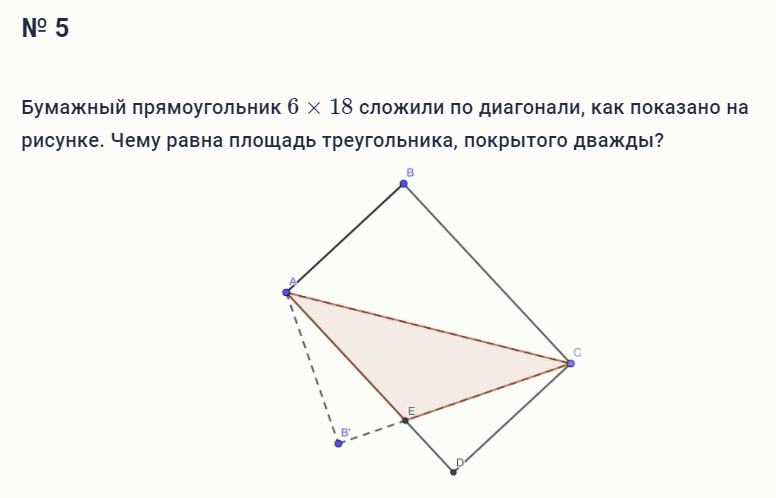 № 5
Бумажный прямоугольник 6 × 18 сложили по диагонали, как показано на
рисунке. Чему равна площадь треугольника, покрытого дважды?
B
A
C
E
B'
D